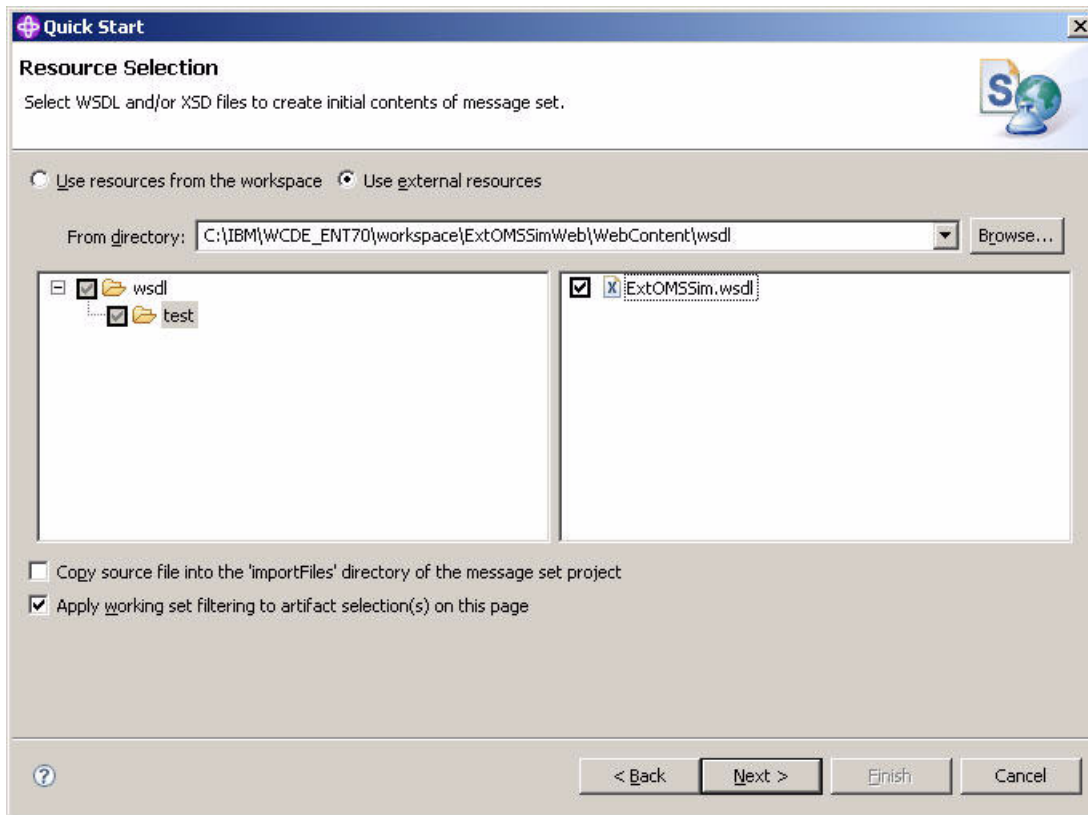 Quick Start
Resource Selection
Select WSDL and/or XSD files to create initial contents of message set.
S
Use resources from the workspace Use external resources
From directory: C:\IBM\WCDE_ENT70\workspace\ExtOMSSimWeb\WebContent\wsdl Browse...
wsdl X ExtOMSSim.wsdl
test
Copy source file into the 'importFiles' directory of the message set project
Apply working set filtering to artifact selection(s) on this page
? < Back Next > Finish Cancel